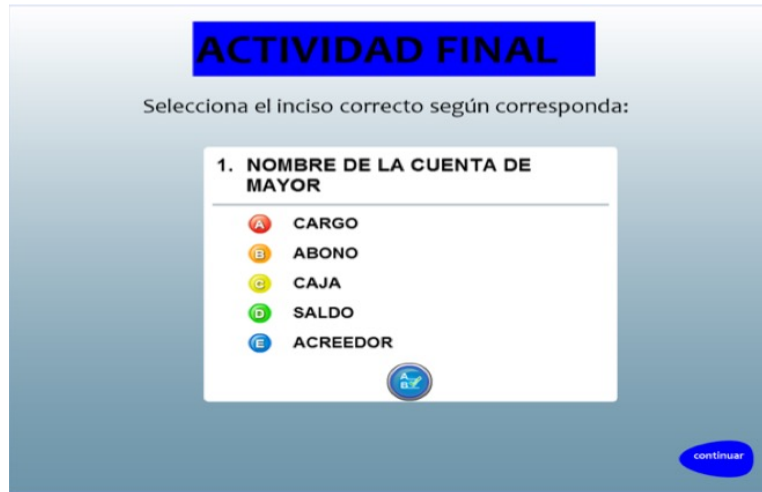 ACTIVIDAD FINAL
Selecciona el inciso correcto según corresponda:
1. NOMBRE DE LA CUENTA DE
MAYOR
A CARGO
B ABONO
C CAJA
D SALDO
E ACREEDOR
A
B
continuar